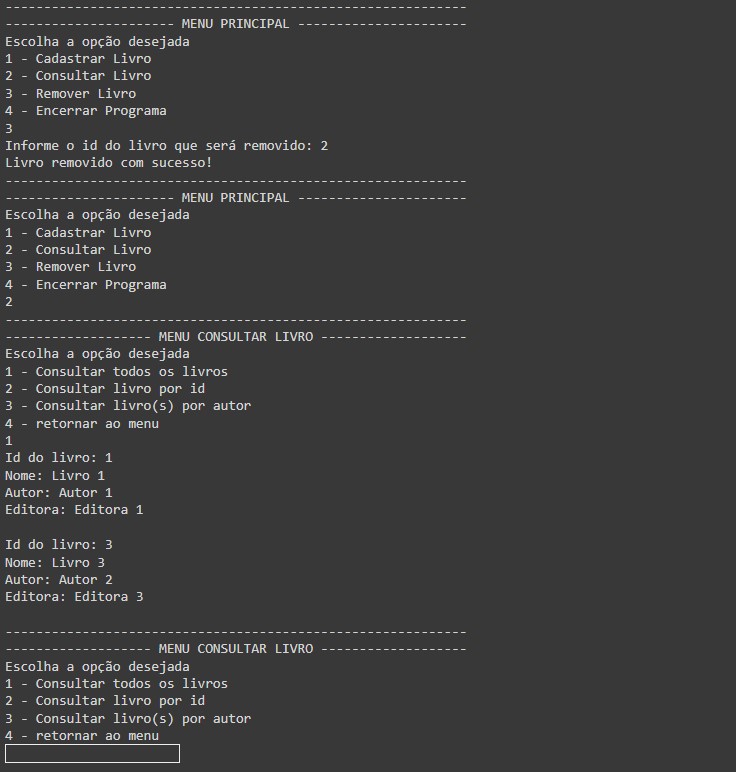 ------------------------------------------------------------
---------------------- MENU PRINCIPAL ----------------------
Escolha a opção desejada
1 - Cadastrar Livro
2 - Consultar Livro
3 - Remover Livro
4 - Encerrar Programa
3
Informe o id do livro que será removido: 2
Livro removido com sucesso!
------------------------------------------------------------
---------------------- MENU PRINCIPAL ----------------------
Escolha a opção desejada
1 - Cadastrar Livro
2 - Consultar Livro
3 - Remover Livro
4 - Encerrar Programa
2
------------------------------------------------------------
------------------- MENU CONSULTAR LIVRO -------------------
Escolha a opção desejada
1 - Consultar todos os livros
2 - Consultar livro por id
3 - Consultar livro(s) por autor
4 - retornar ao menu
1
Id do livro: 1
Nome: Livro 1
Autor: Autor 1
Editora: Editora 1

Id do livro: 3
Nome: Livro 3
Autor: Autor 2
Editora: Editora 3

------------------------------------------------------------
------------------- MENU CONSULTAR LIVRO -------------------
Escolha a opção desejada
1 - Consultar todos os livros
2 - Consultar livro por id
3 - Consultar livro(s) por autor
4 - retornar ao menu